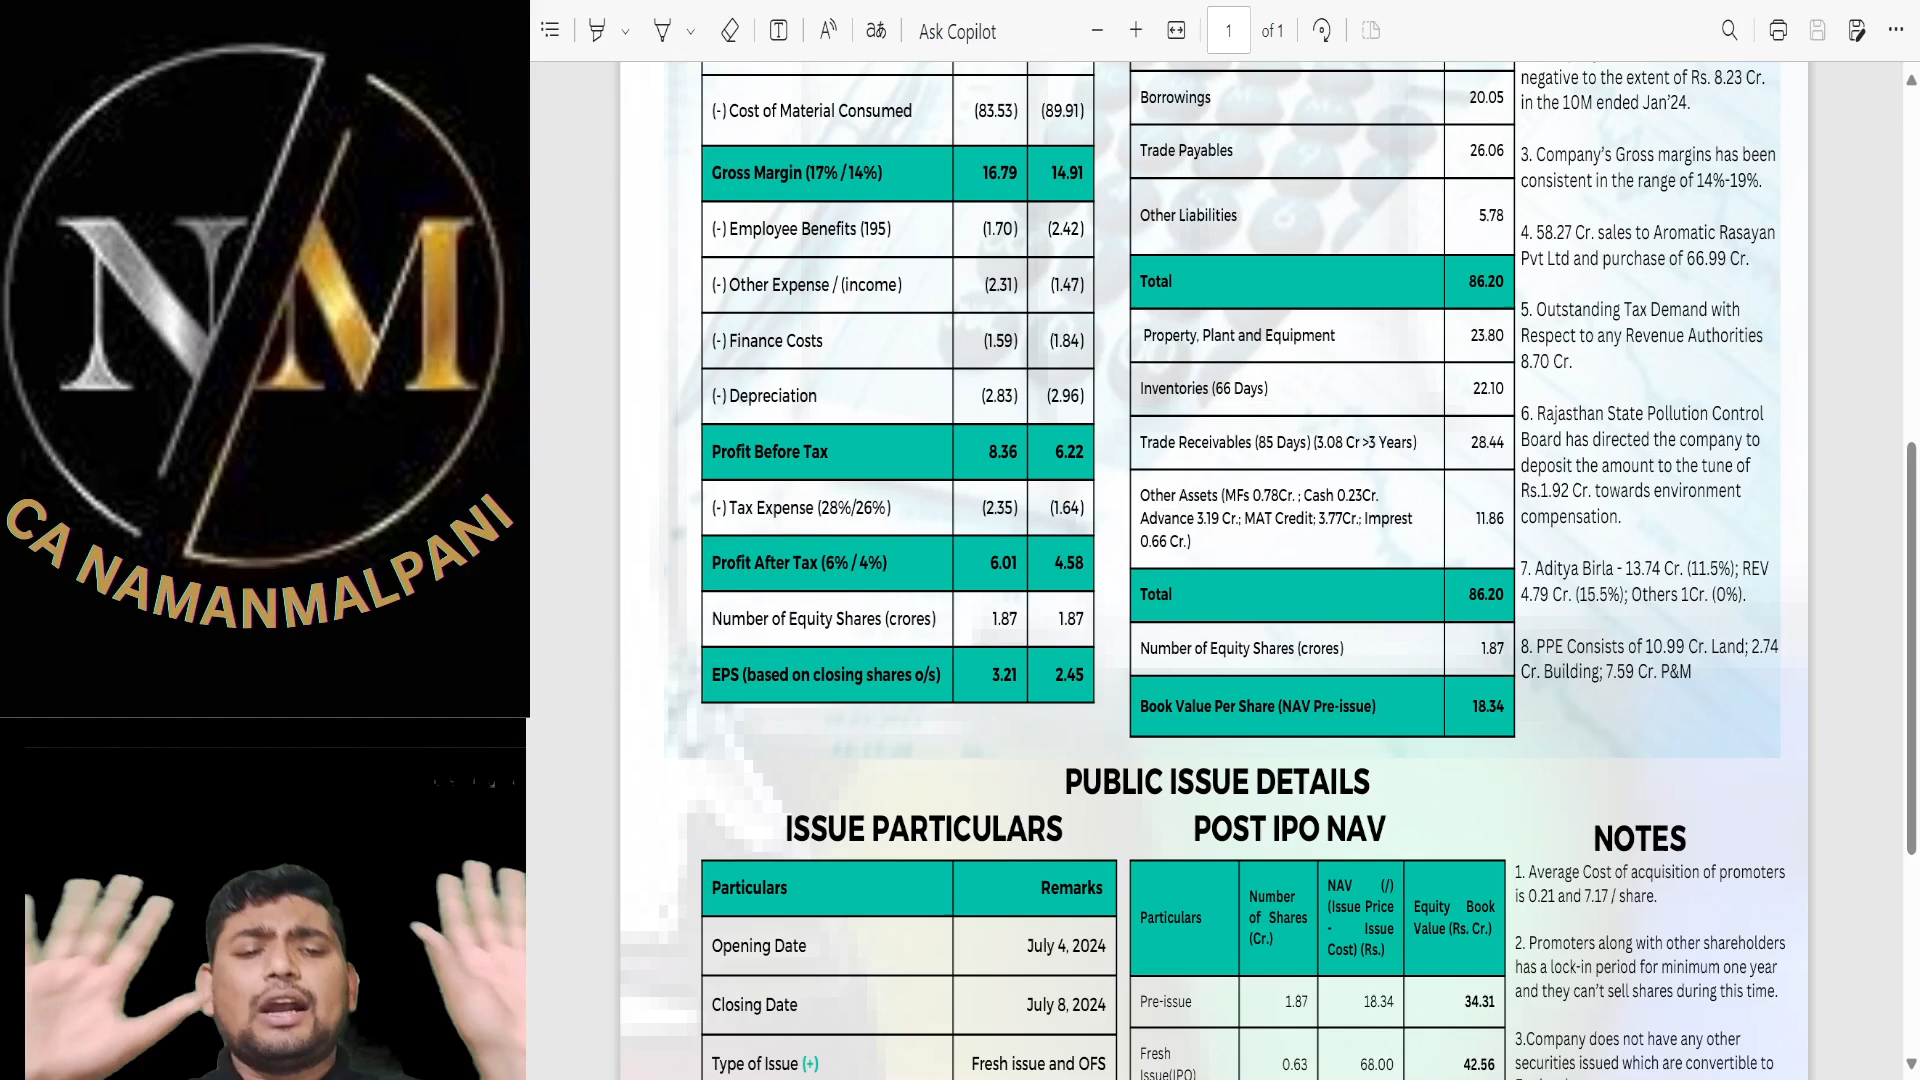 Ask Copilot
1
of 1
NM
CA NAMANMALPANI
(-) Cost of Material Consumed (83.53) (89.91)
Gross Margin (17% / 14%) 16.79 14.91
(-) Employee Benefits (195) (1.70) (2.42)
(-) Other Expense / (income) (2.31) (1.47)
(-) Finance Costs (1.59) (1.84)
(-) Depreciation (2.83) (2.96)
Profit Before Tax 8.36 6.22
(-) Tax Expense (28%/26%) (2.35) (1.64)
Profit After Tax (6% / 4%) 6.01 4.58
Number of Equity Shares (crores) 1.87 1.87
EPS (based on closing shares o/s) 3.21 2.45
Borrowings 20.05
Trade Payables 26.06
Other Liabilities 5.78
Total 86.20
Property, Plant and Equipment 23.80
Inventories (66 Days) 22.10
Trade Receivables (85 Days) (3.08 Cr >3 Years) 28.44
Other Assets (MFs 0.78Cr. ; Cash 0.23Cr.
Advance 3.19 Cr.; MAT Credit; 3.77Cr.; Imprest 11.86
0.66 Cr.)
Total 86.20
Number of Equity Shares (crores) 1.87
Book Value Per Share (NAV Pre-issue) 18.34
negative to the extent of Rs. 8.23 Cr.
in the 10M ended Jan'24.
3. Company's Gross margins has been
consistent in the range of 14%-19%.
4. 58.27 Cr. sales to Aromatic Rasayan
Pvt Ltd and purchase of 66.99 Cr.
5. Outstanding Tax Demand with
Respect to any Revenue Authorities
8.70 Cr.
6. Rajasthan State Pollution Control
Board has directed the company to
deposit the amount to the tune of
Rs.1.92 Cr. towards environment
compensation.
7. Aditya Birla - 13.74 Cr. (11.5%); REV
4.79 Cr. (15.5%); Others 1Cr. (0%).
8. PPE Consists of 10.99 Cr. Land; 2.74
Cr. Building; 7.59 Cr. P&M
PUBLIC ISSUE DETAILS
ISSUE PARTICULARS
Particulars Remarks
Opening Date July 4, 2024
Closing Date July 8, 2024
Type of Issue (+) Fresh issue and OFS
POST IPO NAV
Particulars
Number
of Shares
(Cr.)
NAV (/)
(Issue Price
- Issue
Cost) (Rs.)
Equity Book
Value (Rs. Cr.)
Pre-issue 1.87 18.34 34.31
Fresh
Issue(IPO) 0.63 68.00 42.56
NOTES
1. Average Cost of acquisition of promoters
is 0.21 and 7.17 / share.
2. Promoters along with other shareholders
has a lock-in period for minimum one year
and they can't sell shares during this time.
3.Company does not have any other
securities issued which are convertible to